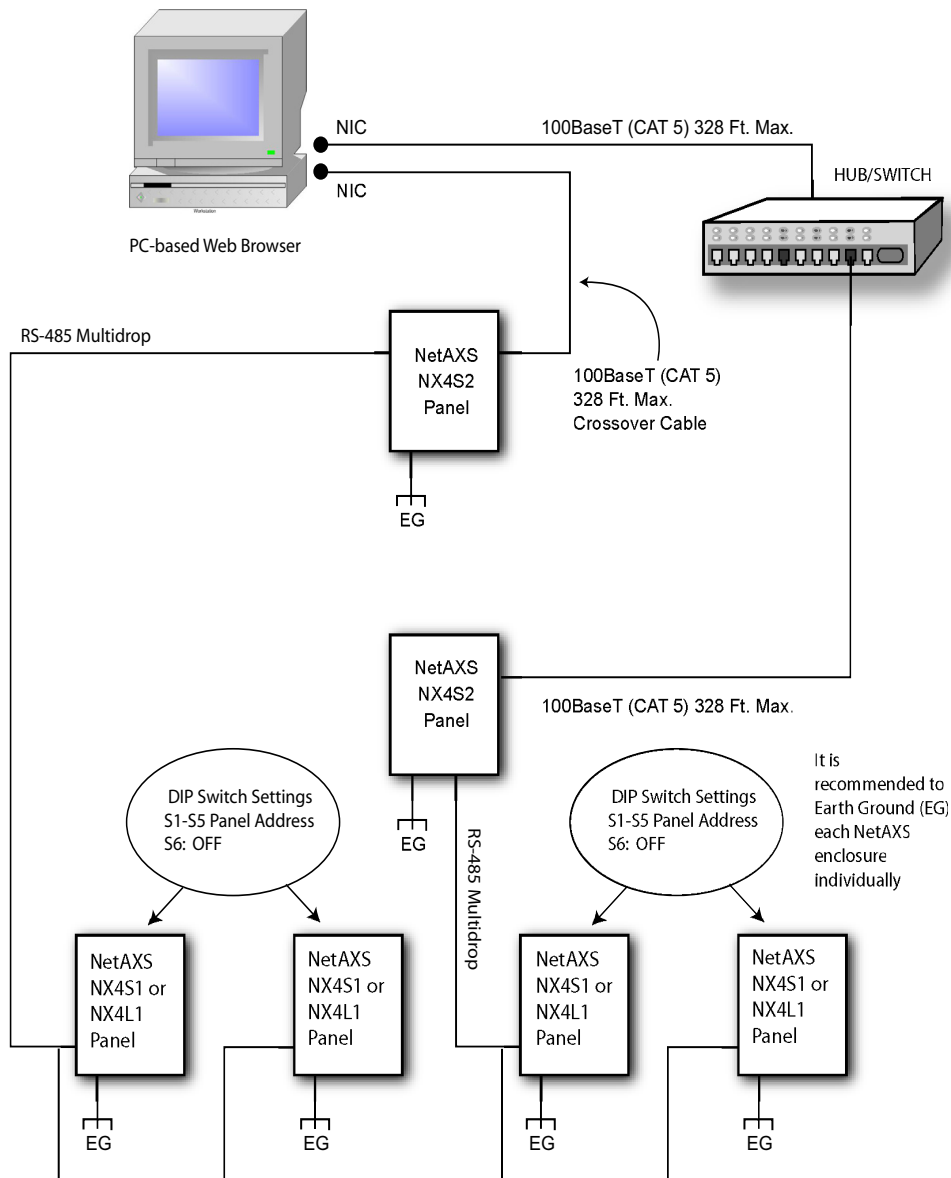 NIC
100BaseT (CAT 5) 328 Ft. Max.
HUB/SWITCH
NIC
Workstation
PC-based Web Browser
RS-485 Multidrop
NetAXS
NX4S2
Panel
100BaseT (CAT 5)
328 Ft. Max.
Crossover Cable
EG
NetAXS
NX4S2
Panel
100BaseT (CAT 5) 328 Ft. Max.
EG
RS-485 Multidrop
DIP Switch Settings
S1-S5 Panel Address
S6: OFF
DIP Switch Settings
S1-S5 Panel Address
S6: OFF
It is
recommended to
Earth Ground (EG)
each NetAXS
enclosure
individually
NetAXS
NX4S1 or
NX4L1
Panel
EG
NetAXS
NX4S1 or
NX4L1
Panel
EG
NetAXS
NX4S1 or
NX4L1
Panel
EG
NetAXS
NX4S1 or
NX4L1
Panel
EG